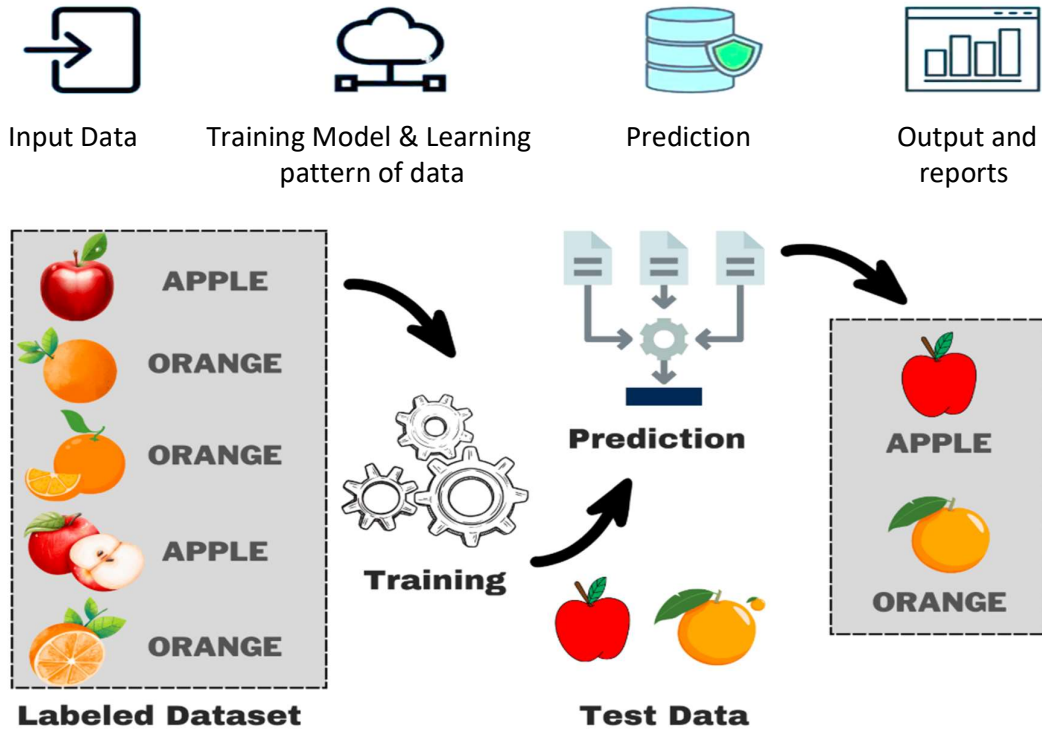 Input Data
Training Model & Learning
pattern of data
Prediction
Output and
reports
APPLE
ORANGE
ORANGE
APPLE
ORANGE
Labeled Dataset
Training
Prediction
Test Data
APPLE
ORANGE